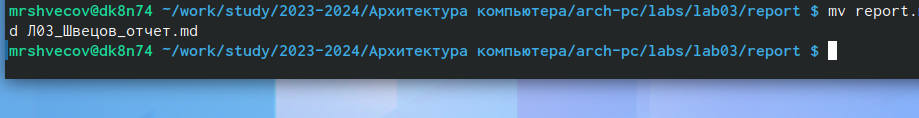 mrshvecov@dk8n74 ~/work/study/2023-2024/Архитектура компьютера/arch-pc/labs/lab03/report $ mv report.m
d Л03_Швецов_отчет.md
mrshvecov@dk8n74 ~/work/study/2023-2024/Архитектура компьютера/arch-pc/labs/lab03/report $